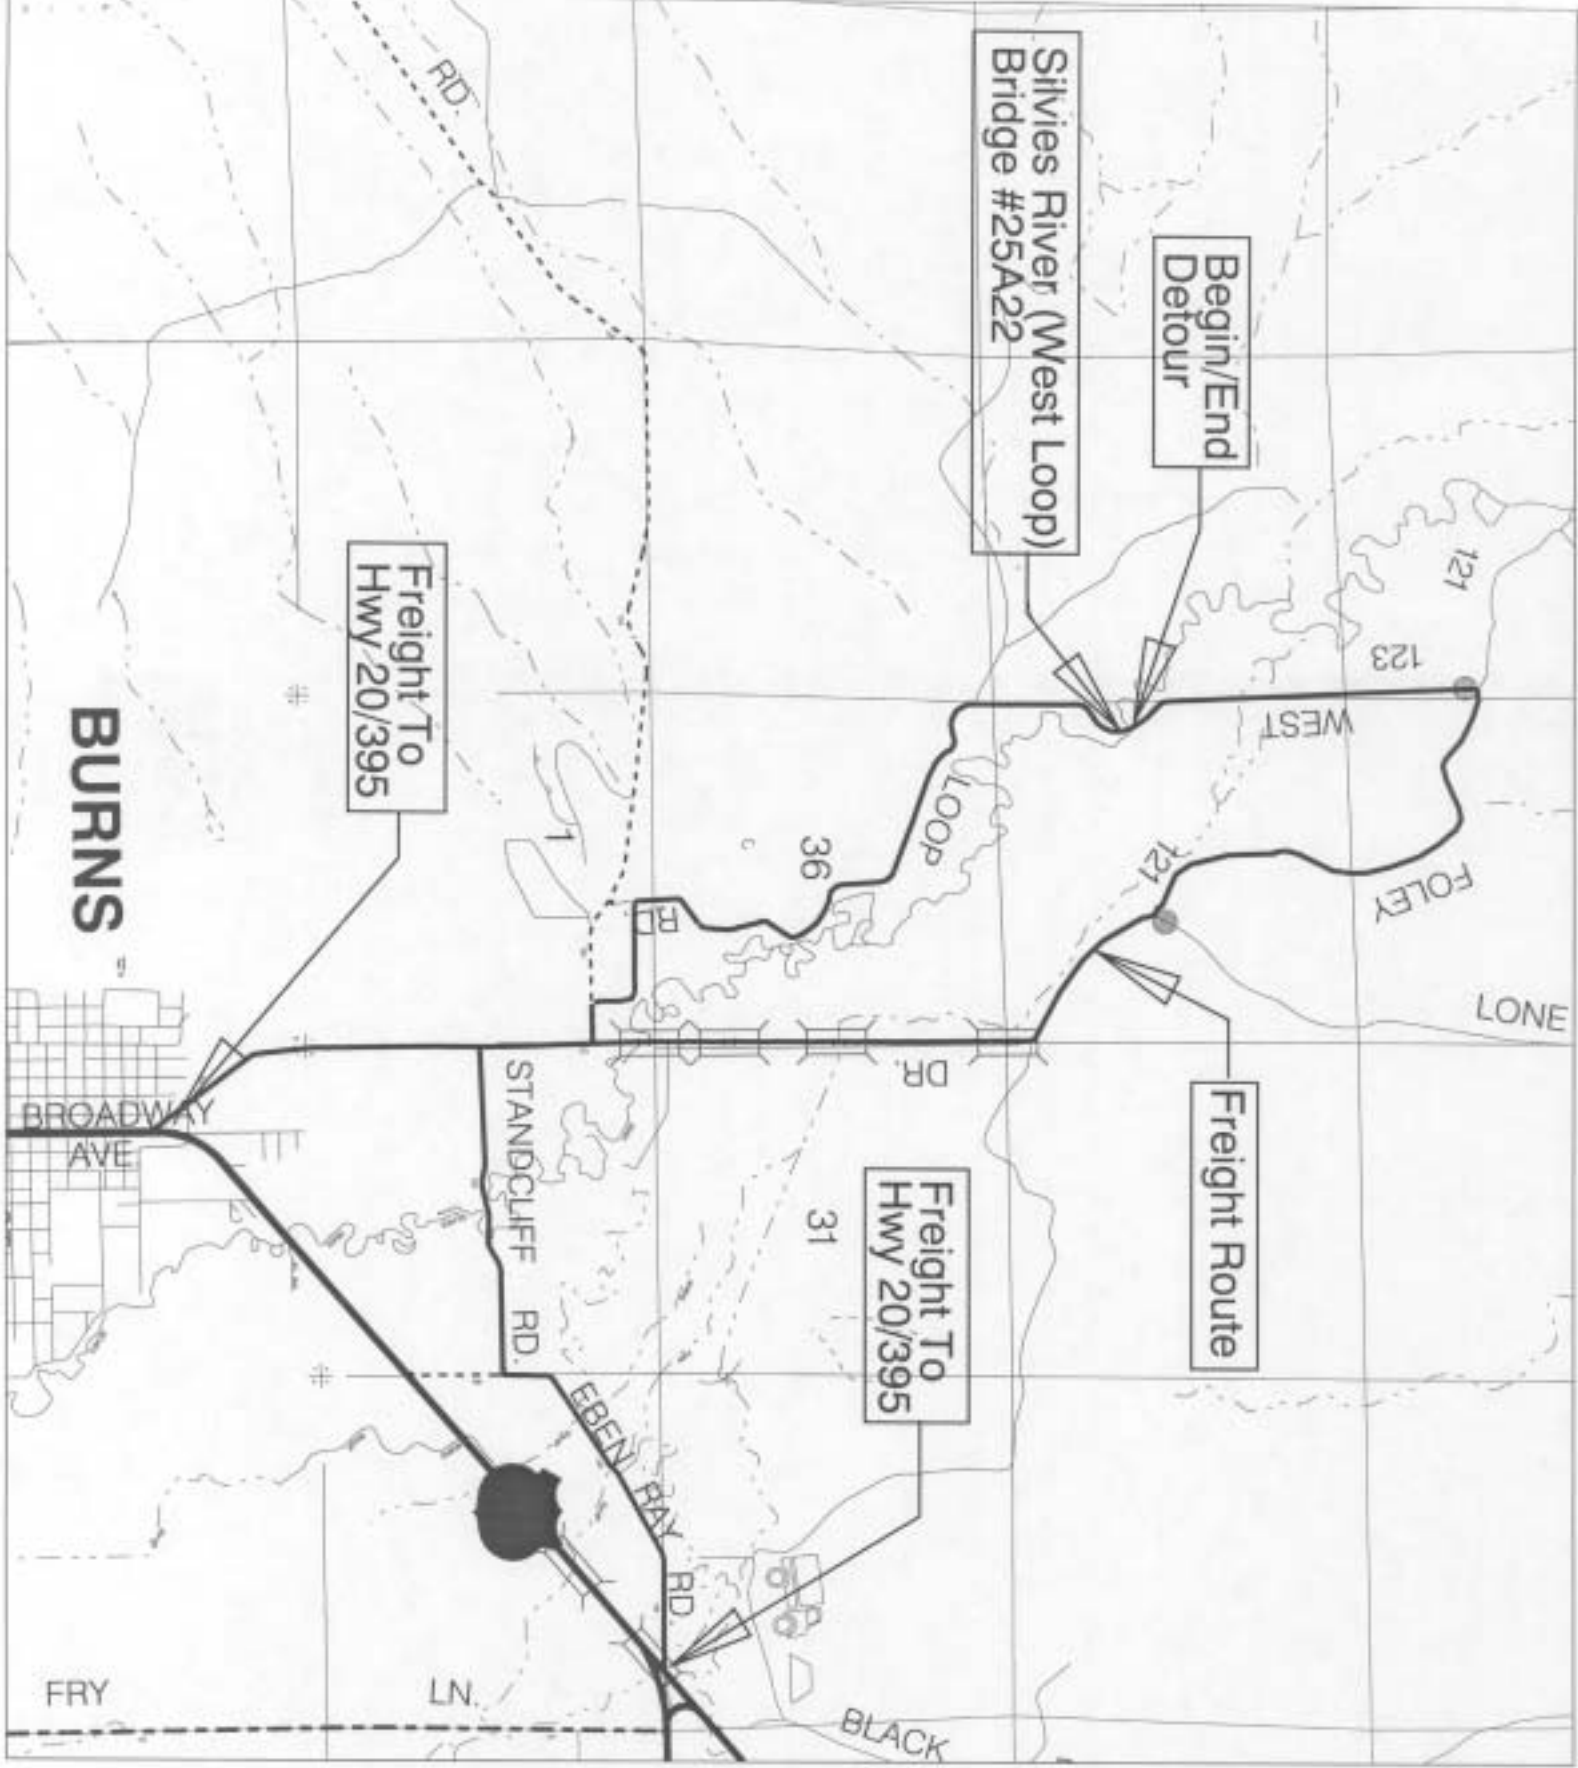 RD.
Silvies River (West Loop)
Bridge #25A22
Begin/End
Detour
121
123
WEST
Freight To
Hwy 20/395
BURNS
LOOP
36
1
RD.
121
FOLEY
LONE
DR.
Freight Route
STANDCLIFF
RD.
BROADWAY
AVE
31
Freight To
Hwy 20/395
EBEN RAY
RD.
FRY
LN.
BLACK